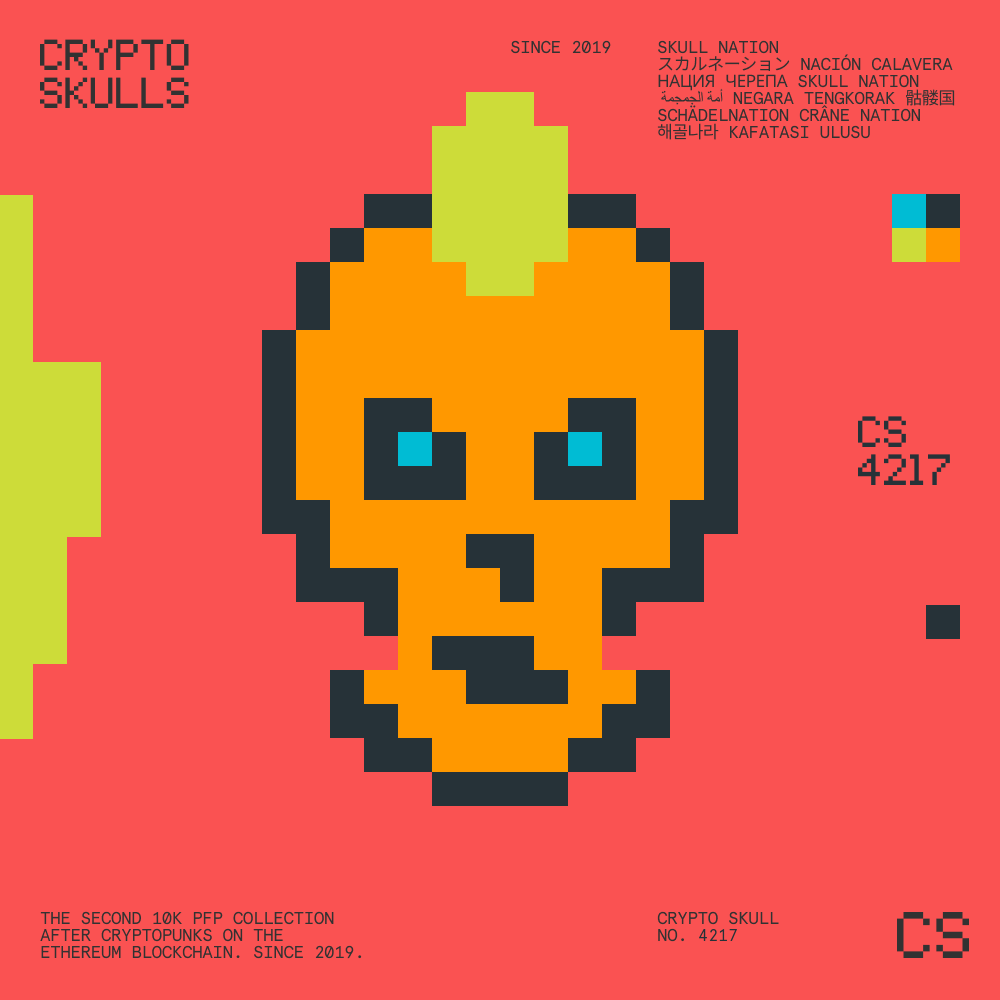 CRYPTO
SKULLS
SINCE 2019
SKULL NATION
スカルネーション NACIÓN CALAVERA
НАЦИЯ ЧЕРЕПА SKULL NATION
أمة الجمجمة NEGARA TENGKORAK 骷髅国
SCHÄDELNATION CRÂNE NATION
해골나라 KAFATASI ULUSU
CS
4217
THE SECOND 10K PFP COLLECTION
AFTER CRYPTOPUNKS ON THE
ETHEREUM BLOCKCHAIN. SINCE 2019.
CRYPTO SKULL
NO. 4217
CS